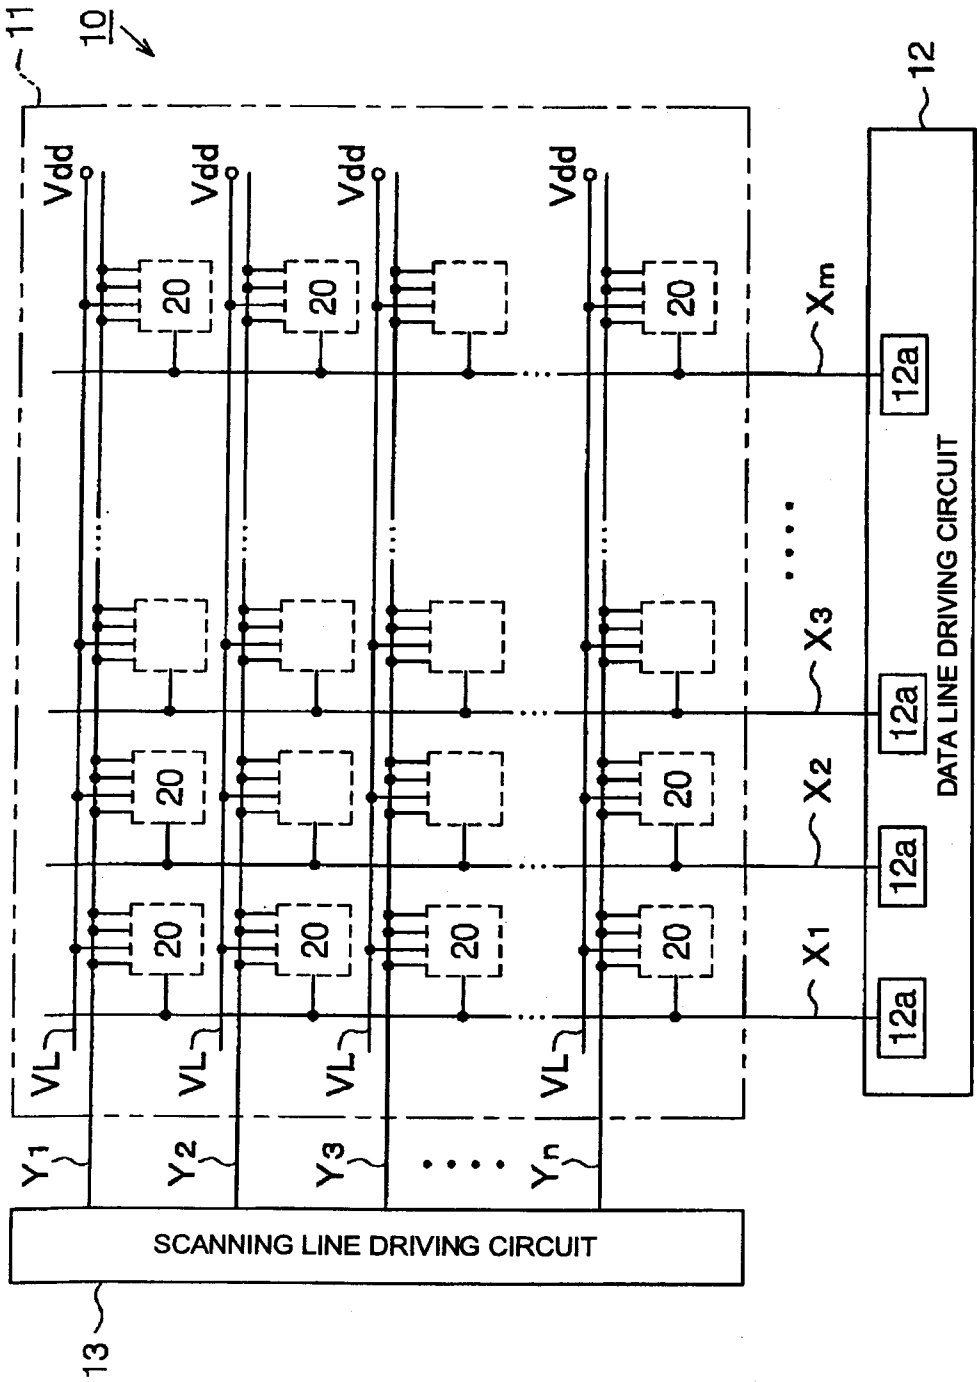 11
10
VL Vdd
Y1
20 20 20
13
VL Vdd
Y2
20 20
VL Vdd
Y3
20
SCANNING LINE DRIVING CIRCUIT
VL Vdd
Yn
20 20 20
X1 X2 X3 Xm
12a 12a 12a 12a
DATA LINE DRIVING CIRCUIT
12